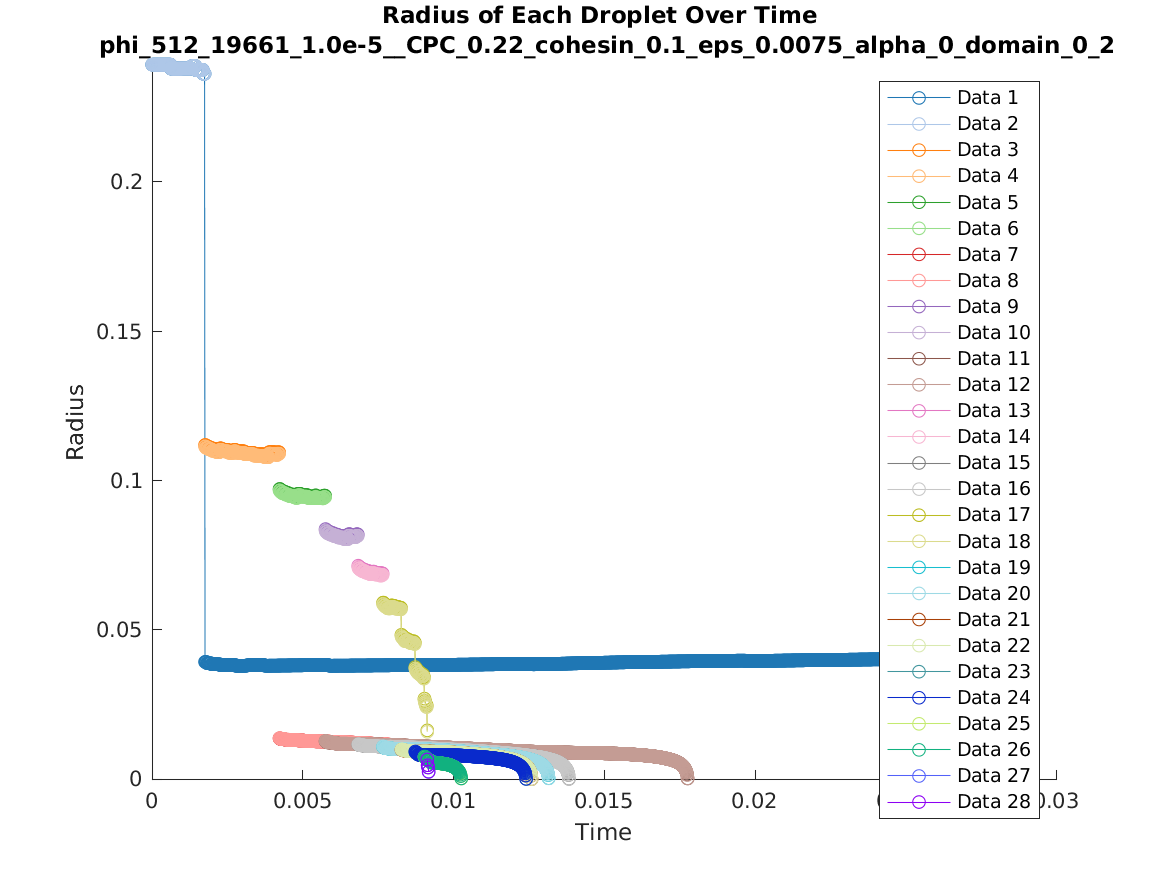 Radius of Each Droplet Over Time
phi_512_19661_1.0e-5__CPC_0.22_cohesin_0.1_eps_0.0075_alpha_0_domain_0_2
0.2
0.15
0.1
0.05
0
Radius
0
0.005
0.01
0.015
0.02
0.03
Time
Data 1
Data 2
Data 3
Data 4
Data 5
Data 6
Data 7
Data 8
Data 9
Data 10
Data 11
Data 12
Data 13
Data 14
Data 15
Data 16
Data 17
Data 18
Data 19
Data 20
Data 21
Data 22
Data 23
Data 24
Data 25
Data 26
Data 27
Data 28